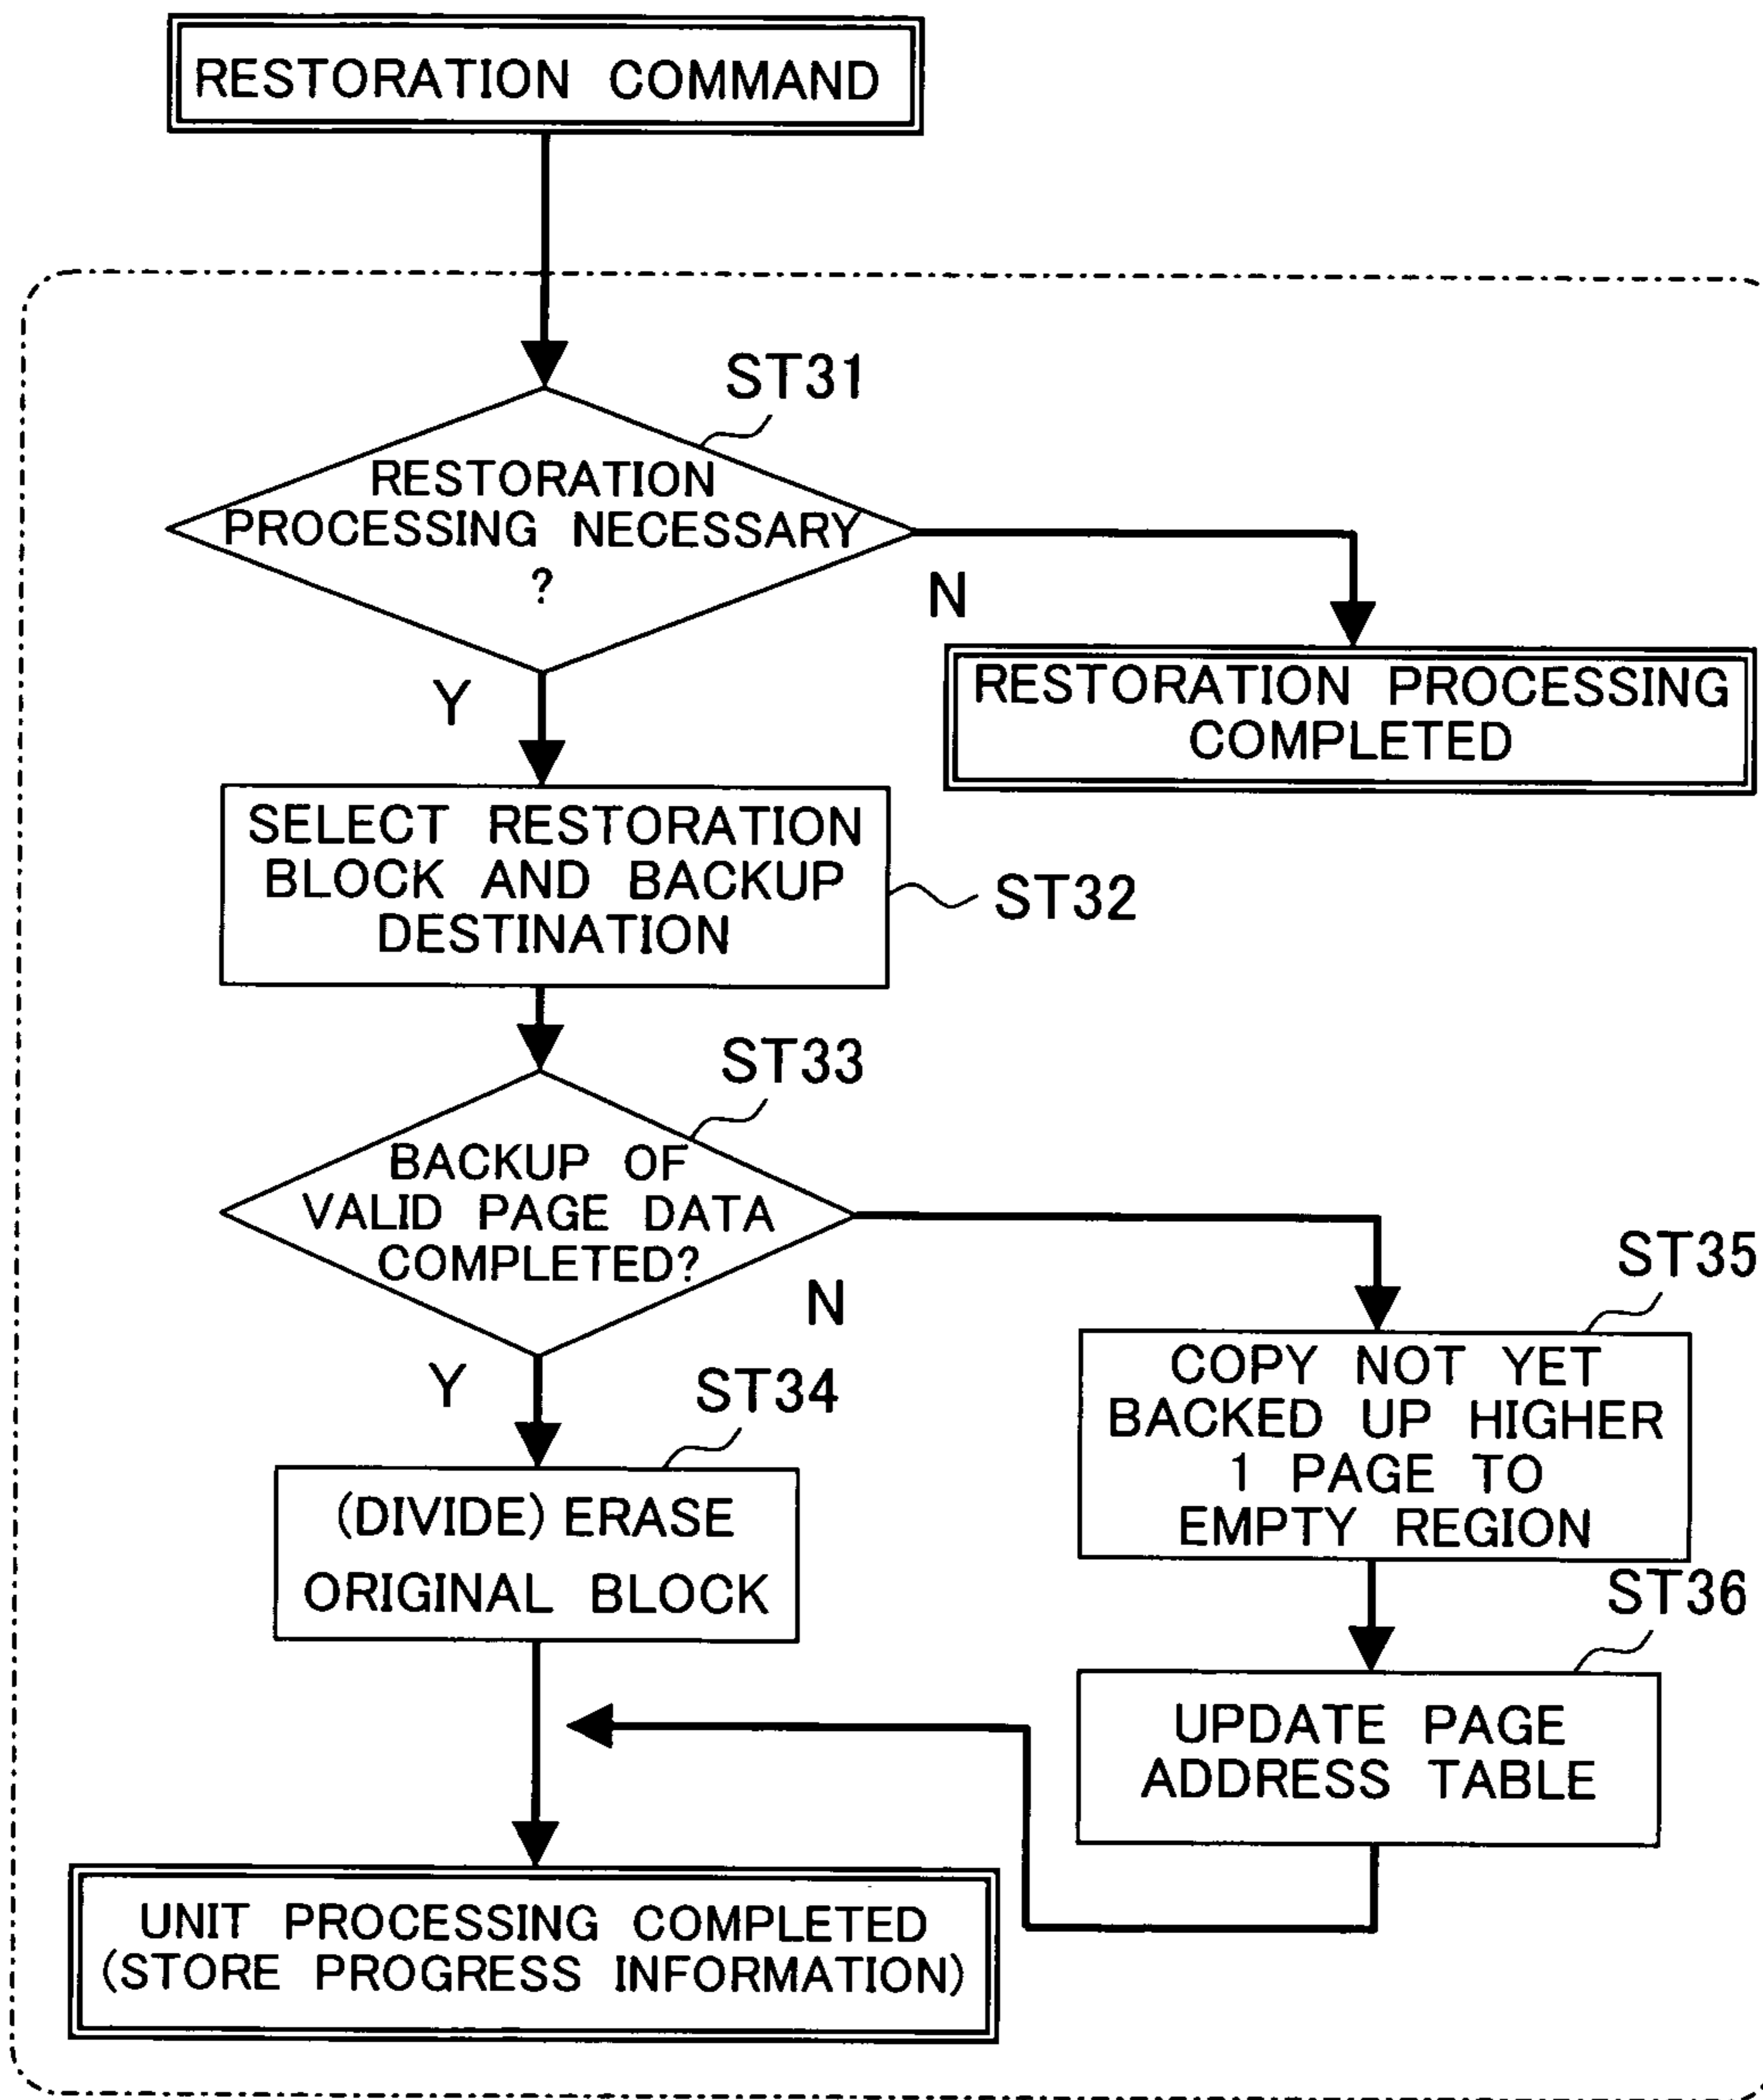 RESTORATION COMMAND
ST31
RESTORATION
PROCESSING NECESSARY
?
N
Y
RESTORATION PROCESSING
COMPLETED
SELECT RESTORATION
BLOCK AND BACKUP
DESTINATION
ST32
ST33
BACKUP OF
VALID PAGE DATA
COMPLETED?
N
Y
ST34
(DIVIDE) ERASE
ORIGINAL BLOCK
ST35
COPY NOT YET
BACKED UP HIGHER
1 PAGE TO
EMPTY REGION
ST36
UPDATE PAGE
ADDRESS TABLE
UNIT PROCESSING COMPLETED
(STORE PROGRESS INFORMATION)